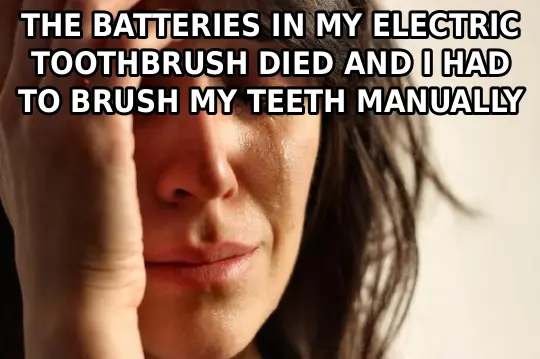 THE BATTERIES IN MY ELECTRIC
TOOTHBRUSH DIED AND I HAD
TO BRUSH MY TEETH MANUALLY